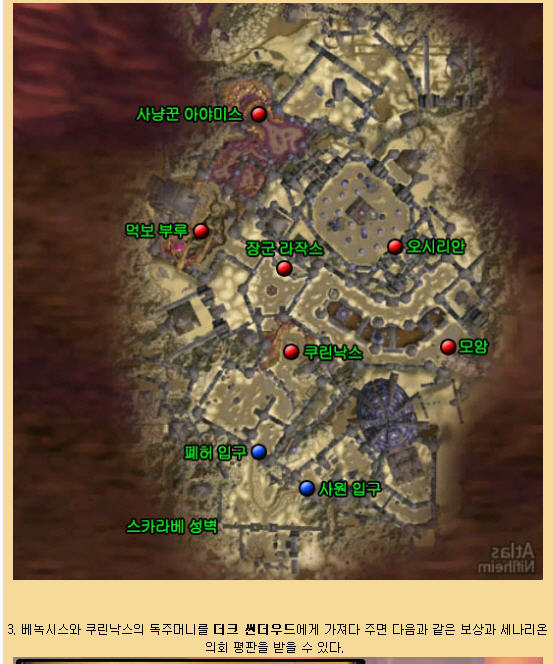 사냥꾼 아야미스
먹보 부루
장군 라작스
오시리안
쿠린낙스
모암
폐허 입구
사원 입구
스카라베 성벽
Atlas
Niflheim
3. 베녹시스와 쿠린낙스의 독주머니를 더크 썬더우드에게 가져다 주면 다음과 같은 보상과 세나리온
의회 평판을 받을 수 있다.